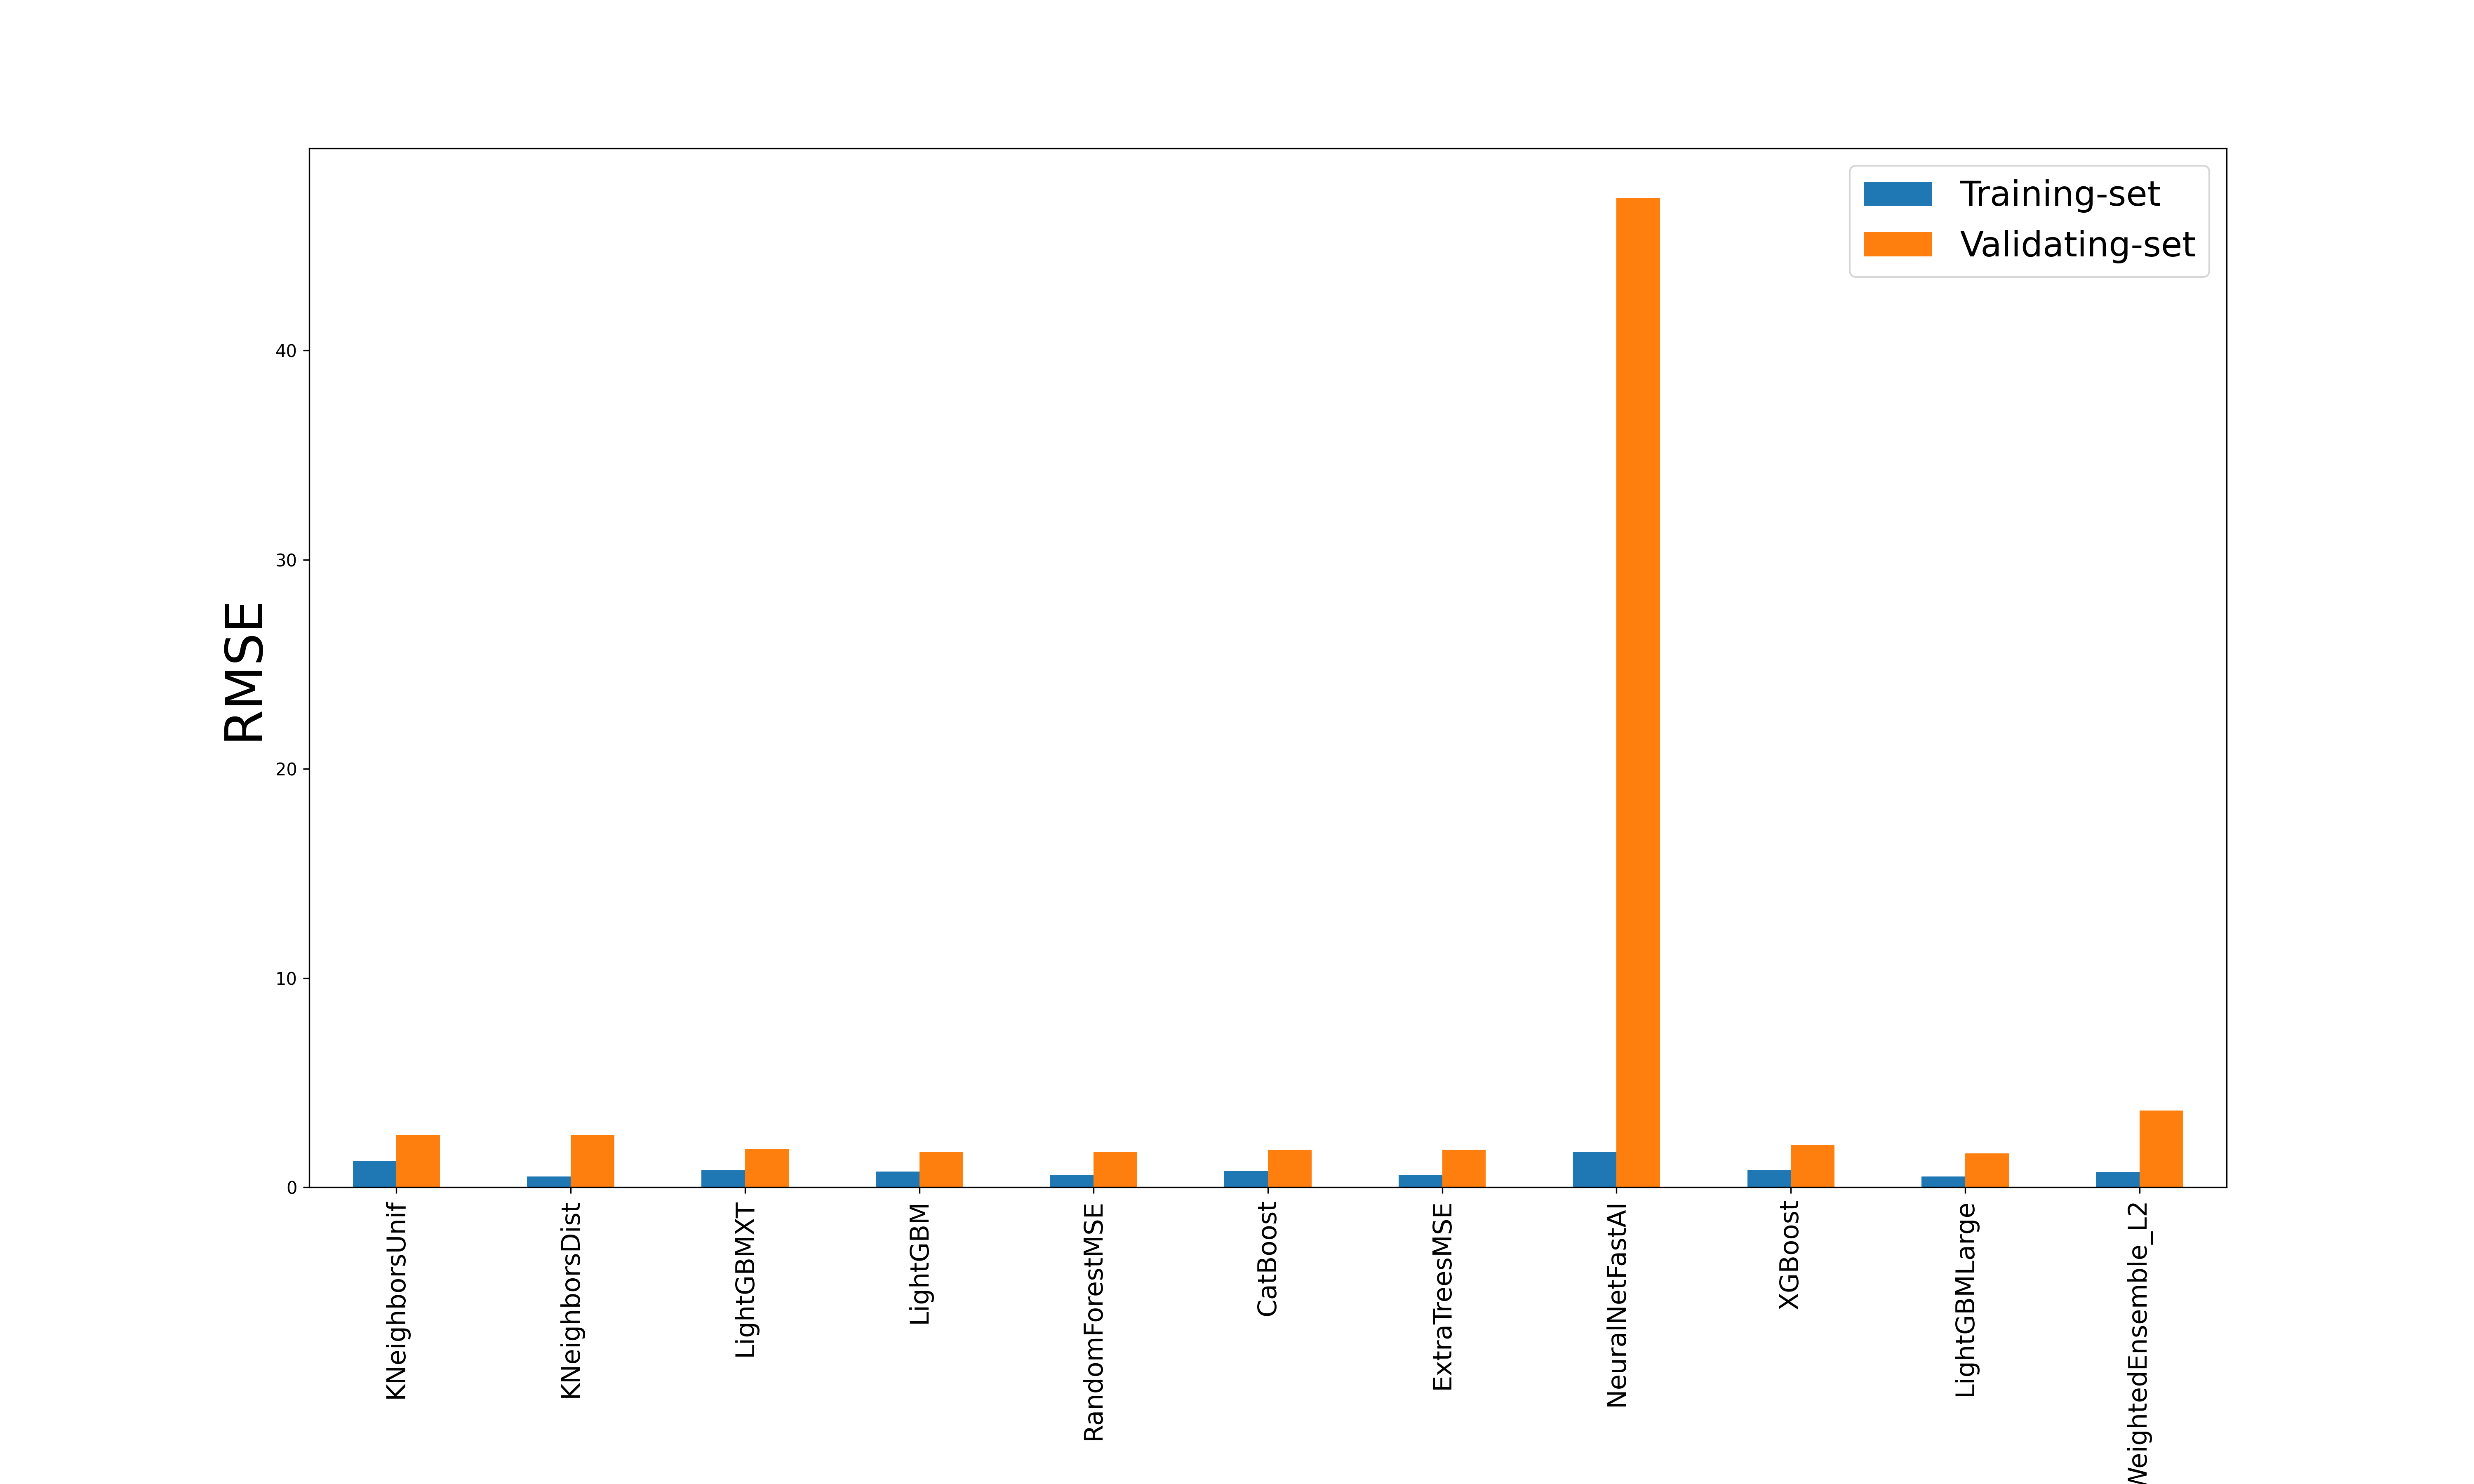 Training-set
Validating-set
RMSE
40
30
20
10
0
KNeighborsUnif
KNeighborsDist
LightGBMXT
LightGBM
RandomForestMSE
CatBoost
ExtraTreesMSE
NeuralNetFastAI
XGBoost
LightGBMLarge
WeightedEnsemble_L2